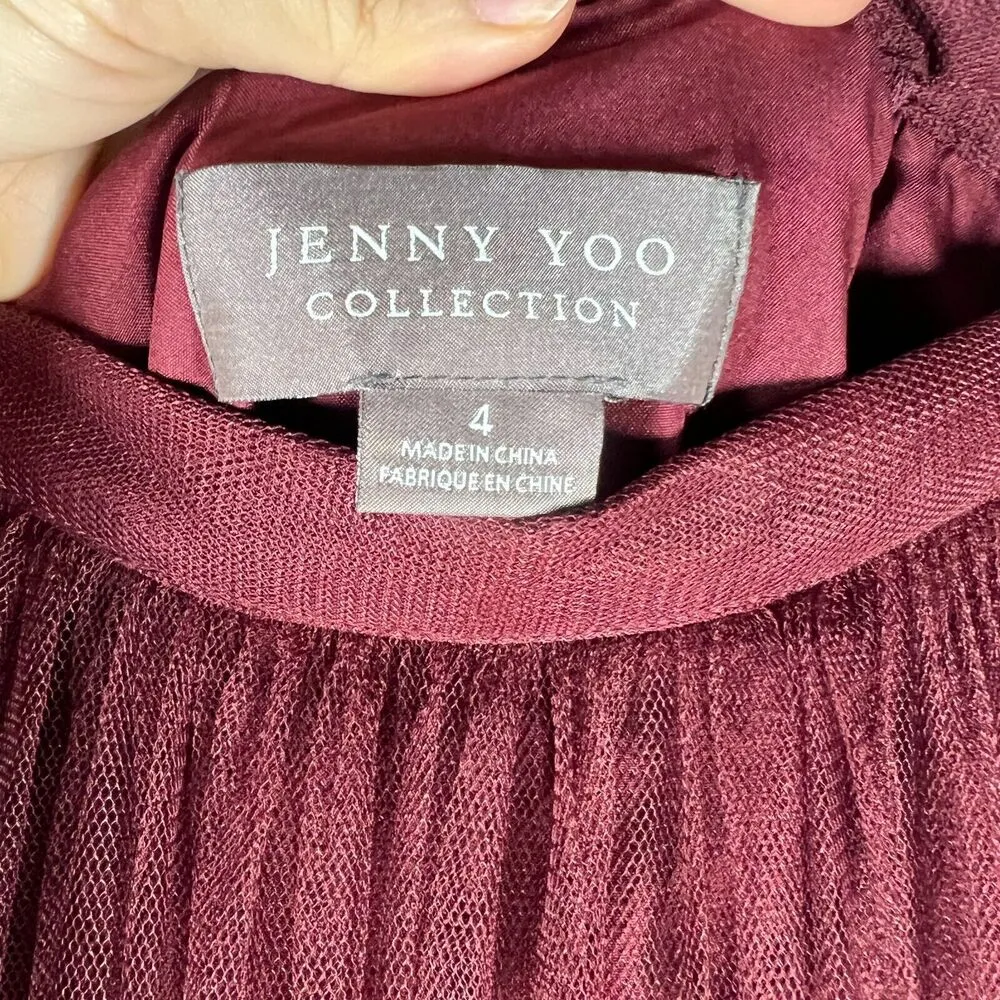 JENNY YOO
COLLECTION
4
MADE IN CHINA
FABRIQUE EN CHINE